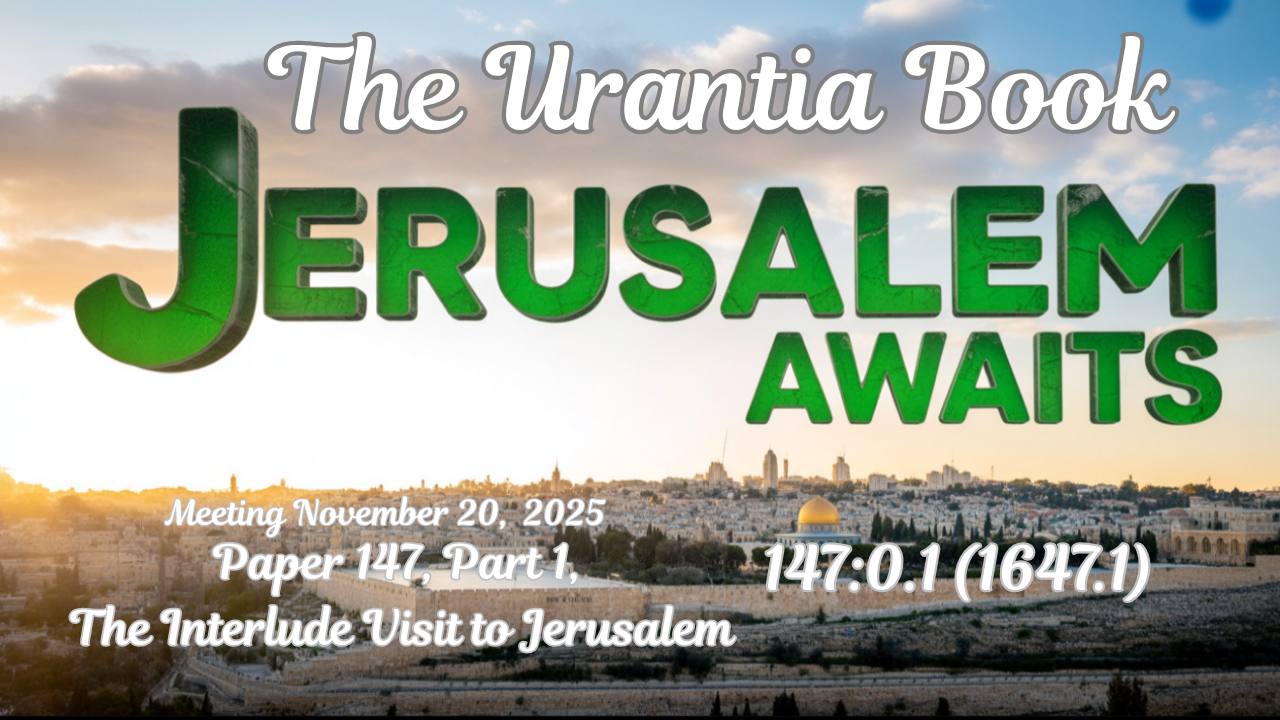 The Urantia Book
JERUSALEM
AWAITS
Meeting November 20, 2025
Paper 147, Part 1,
The Interlude Visit to Jerusalem
147:0.1 (1647.1)